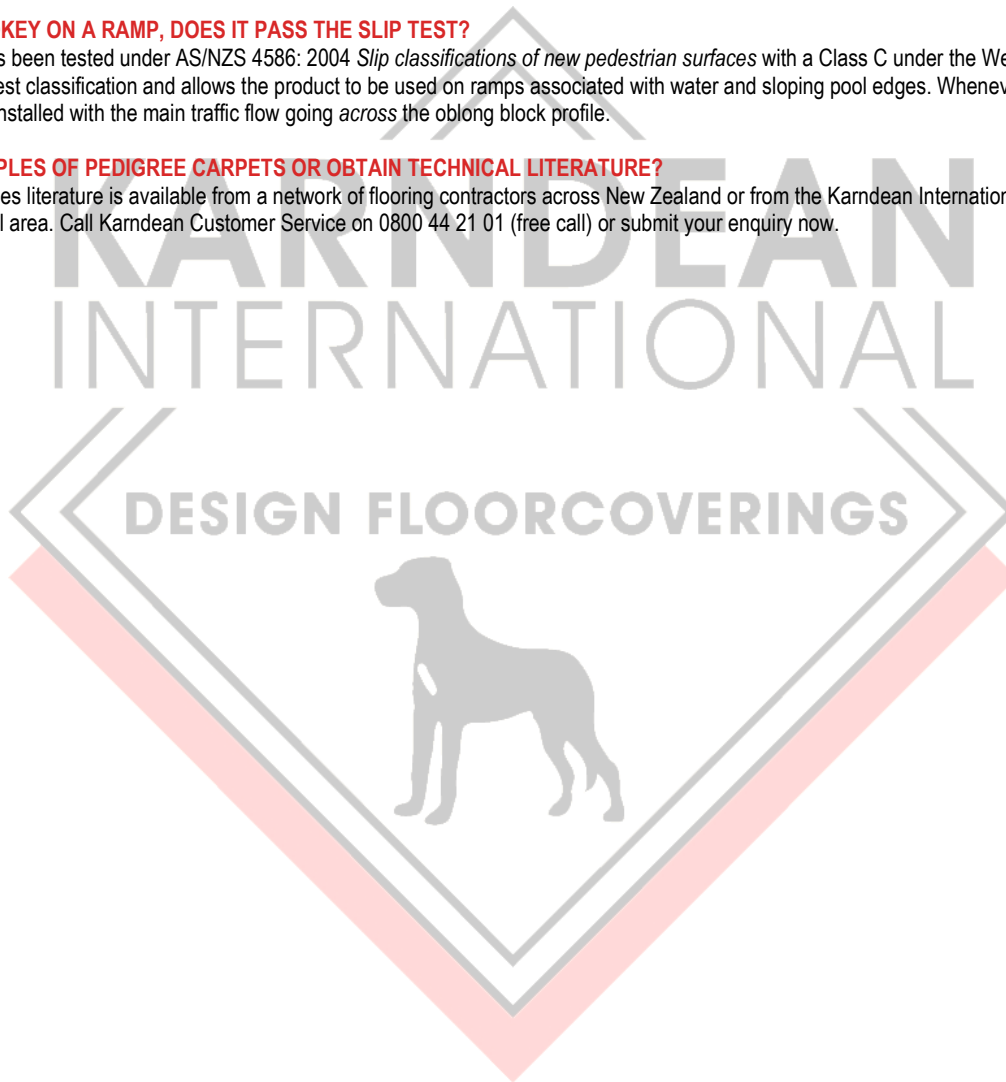 KEY ON A RAMP, DOES IT PASS THE SLIP TEST?
s been tested under AS/NZS 4586: 2004 Slip classifications of new pedestrian surfaces with a Class C under the We
est classification and allows the product to be used on ramps associated with water and sloping pool edges. Whenev
nstalled with the main traffic flow going across the oblong block profile.
PLES OF PEDIGREE CARPETS OR OBTAIN TECHNICAL LITERATURE?
es literature is available from a network of flooring contractors across New Zealand or from the Karndean Internation
l area. Call Karndean Customer Service on 0800 44 21 01 (free call) or submit your enquiry now.
KARNDEAN
INTERNATIONAL
DESIGN FLOORCOVERINGS